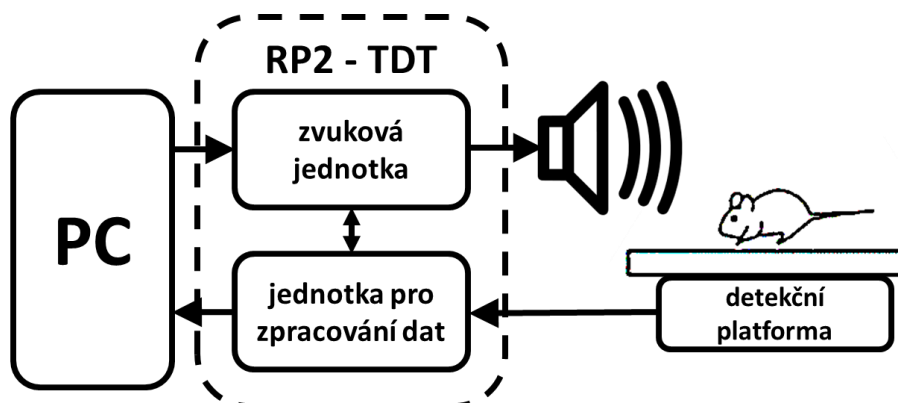 RP2 - TDT
PC
zvuková
jednotka
jednotka pro
zpracování dat
detekční
platforma